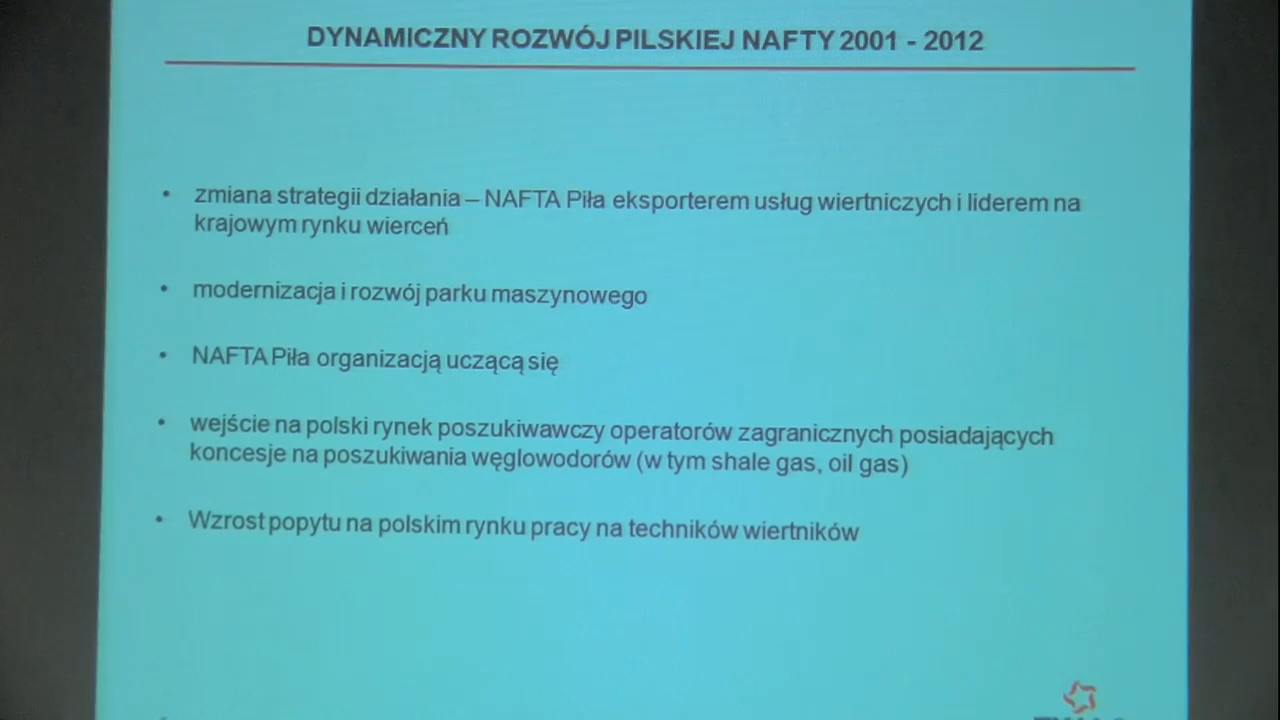 DYNAMICZNY ROZWÓJ PILSKIEJ NAFTY 2001 - 2012
• zmiana strategii działania – NAFTA Piła eksporterem usług wiertniczych i liderem na
krajowym rynku wierceń
• modernizacja i rozwój parku maszynowego
• NAFTA Piła organizacją uczącą się
• wejście na polski rynek poszukiwawczy operatorów zagranicznych posiadających
koncesje na poszukiwania węglowodorów (w tym shale gas, oil gas)
• Wzrost popytu na polskim rynku pracy na techników wiertników